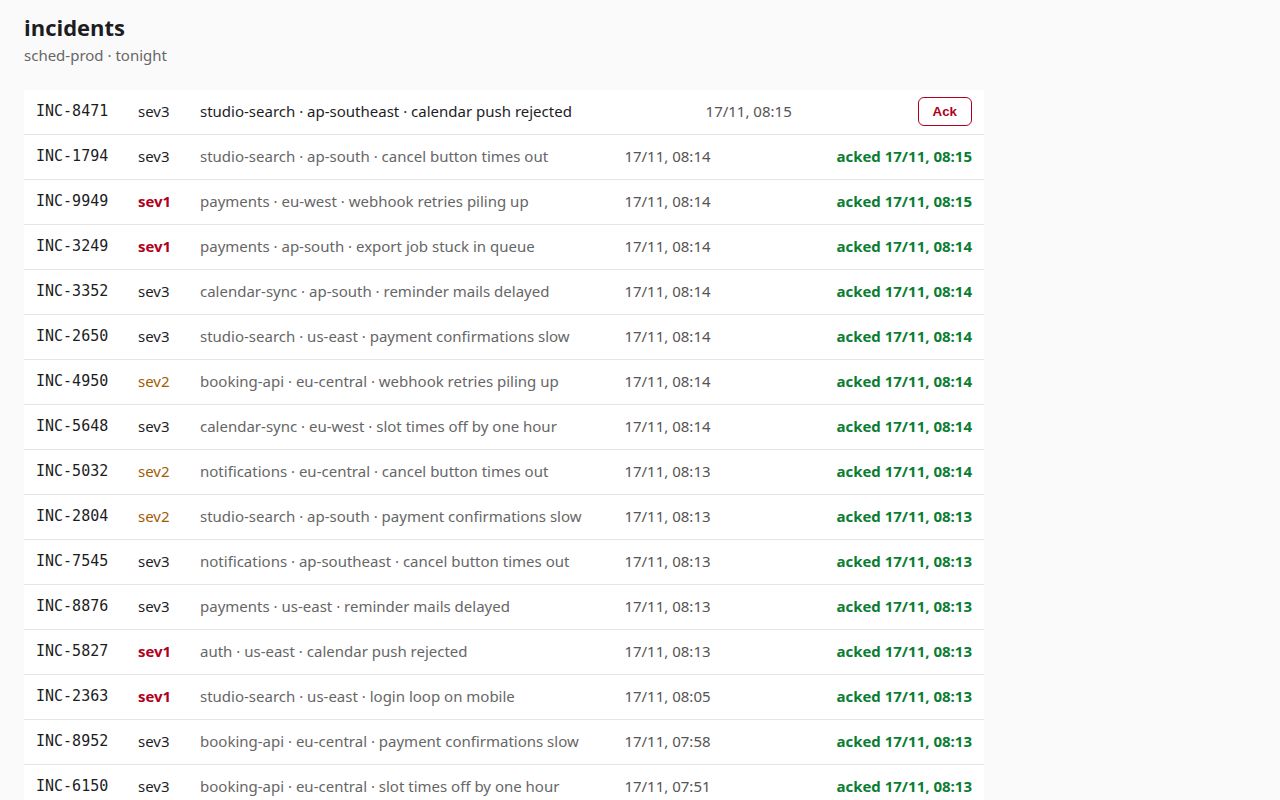 incidents
sched-prod · tonight
INC-8471 sev3 studio-search · ap-southeast · calendar push rejected 17/11, 08:15 Ack
INC-1794 sev3 studio-search · ap-south · cancel button times out 17/11, 08:14 acked 17/11, 08:15
INC-9949 sev1 payments · eu-west · webhook retries piling up 17/11, 08:14 acked 17/11, 08:15
INC-3249 sev1 payments · ap-south · export job stuck in queue 17/11, 08:14 acked 17/11, 08:14
INC-3352 sev3 calendar-sync · ap-south · reminder mails delayed 17/11, 08:14 acked 17/11, 08:14
INC-2650 sev3 studio-search · us-east · payment confirmations slow 17/11, 08:14 acked 17/11, 08:14
INC-4950 sev2 booking-api · eu-central · webhook retries piling up 17/11, 08:14 acked 17/11, 08:14
INC-5648 sev3 calendar-sync · eu-west · slot times off by one hour 17/11, 08:14 acked 17/11, 08:14
INC-5032 sev2 notifications · eu-central · cancel button times out 17/11, 08:13 acked 17/11, 08:14
INC-2804 sev2 studio-search · ap-south · payment confirmations slow 17/11, 08:13 acked 17/11, 08:13
INC-7545 sev3 notifications · ap-southeast · cancel button times out 17/11, 08:13 acked 17/11, 08:13
INC-8876 sev3 payments · us-east · reminder mails delayed 17/11, 08:13 acked 17/11, 08:13
INC-5827 sev1 auth · us-east · calendar push rejected 17/11, 08:13 acked 17/11, 08:13
INC-2363 sev1 studio-search · us-east · login loop on mobile 17/11, 08:05 acked 17/11, 08:13
INC-8952 sev3 booking-api · eu-central · payment confirmations slow 17/11, 07:58 acked 17/11, 08:13
INC-6150 sev3 booking-api · eu-central · slot times off by one hour 17/11, 07:51 acked 17/11, 08:13